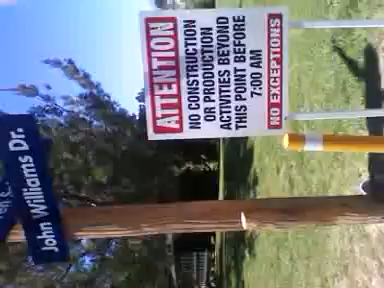 ATTENTION
NO CONSTRUCTION
OR PRODUCTION
ACTIVITIES BEYOND
THIS POINT BEFORE
7:00 AM
NO EXCEPTIONS
John Williams Dr.